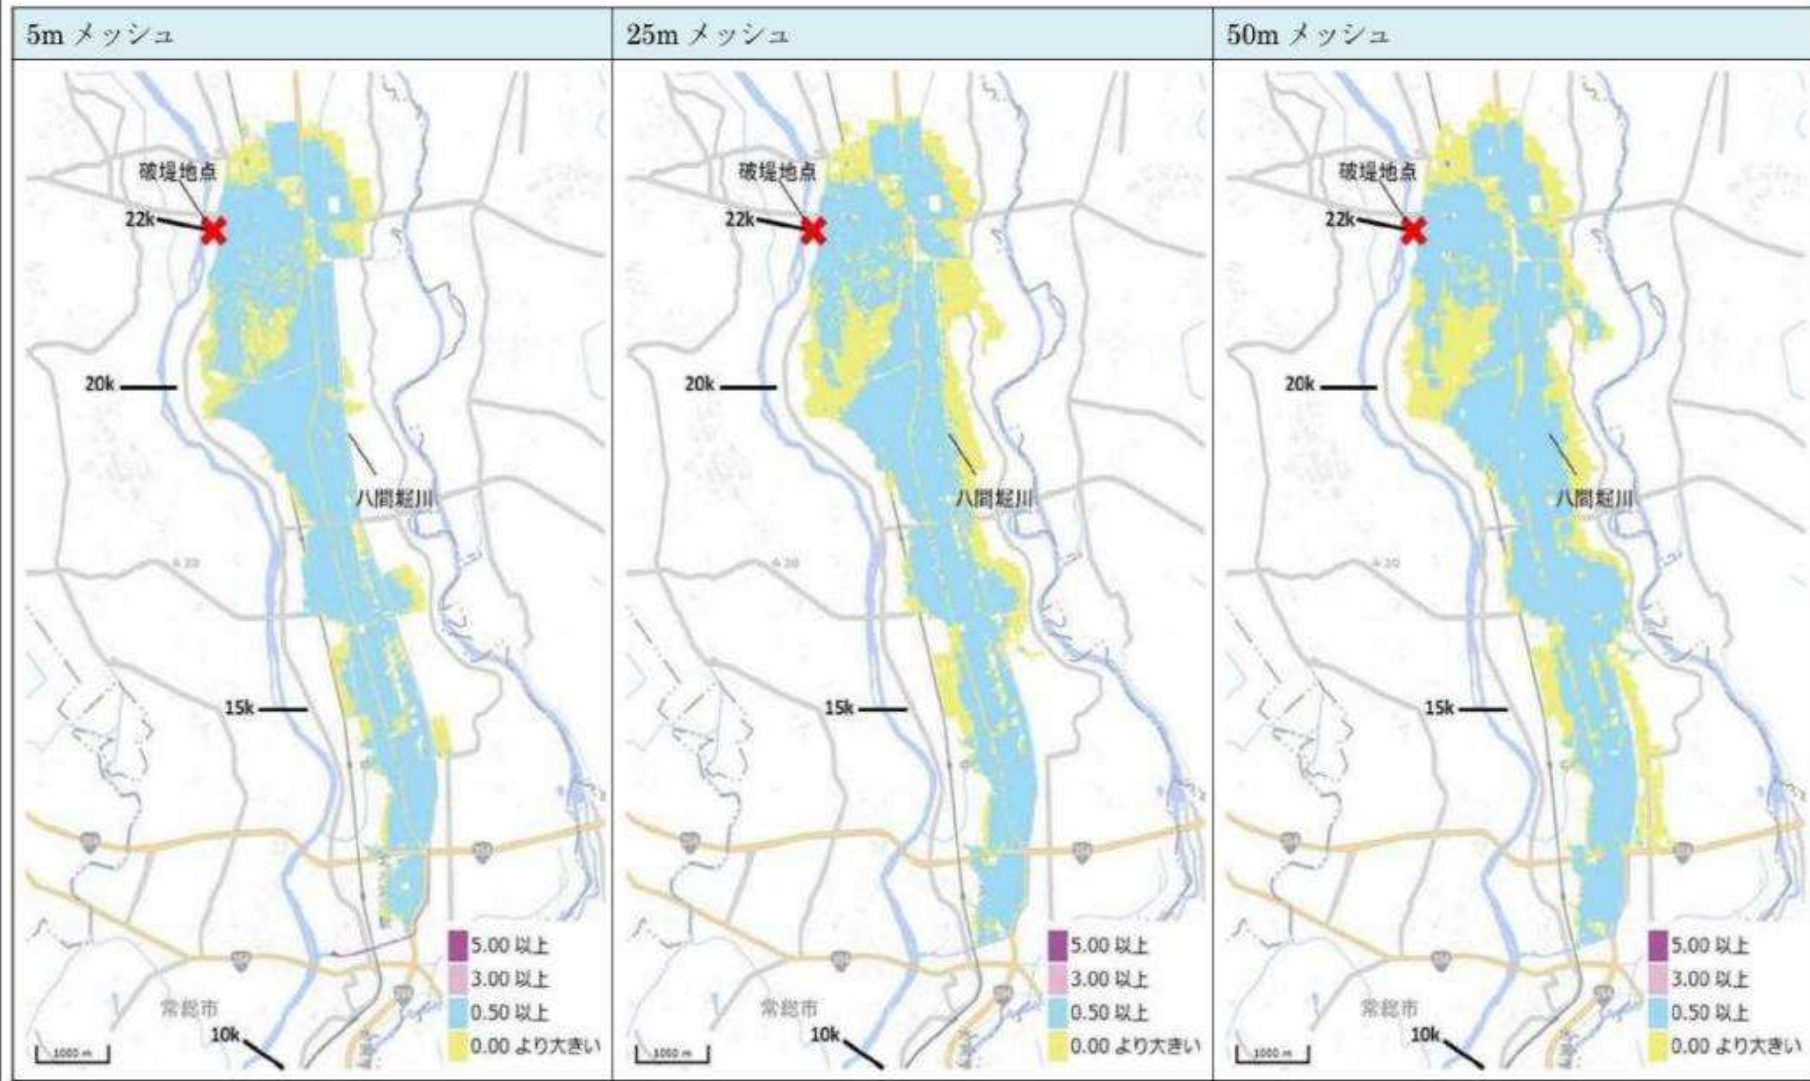 5m メッシュ
25m メッシュ
50m メッシュ
破堤地点
22k
20k
八間堀川
15k
5.00 以上
3.00 以上
0.50 以上
0.00 より大きい
常総市
10k
1000 m
破堤地点
22k
20k
八間堀川
15k
5.00 以上
3.00 以上
0.50 以上
0.00 より大きい
常総市
10k
1000 m
破堤地点
22k
20k
八間堀川
15k
5.00 以上
3.00 以上
0.50 以上
0.00 より大きい
常総市
10k
1000 m